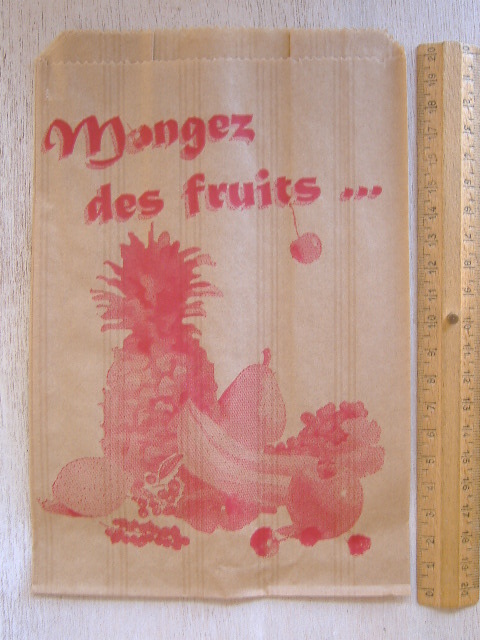 Mangez
des fruits ...